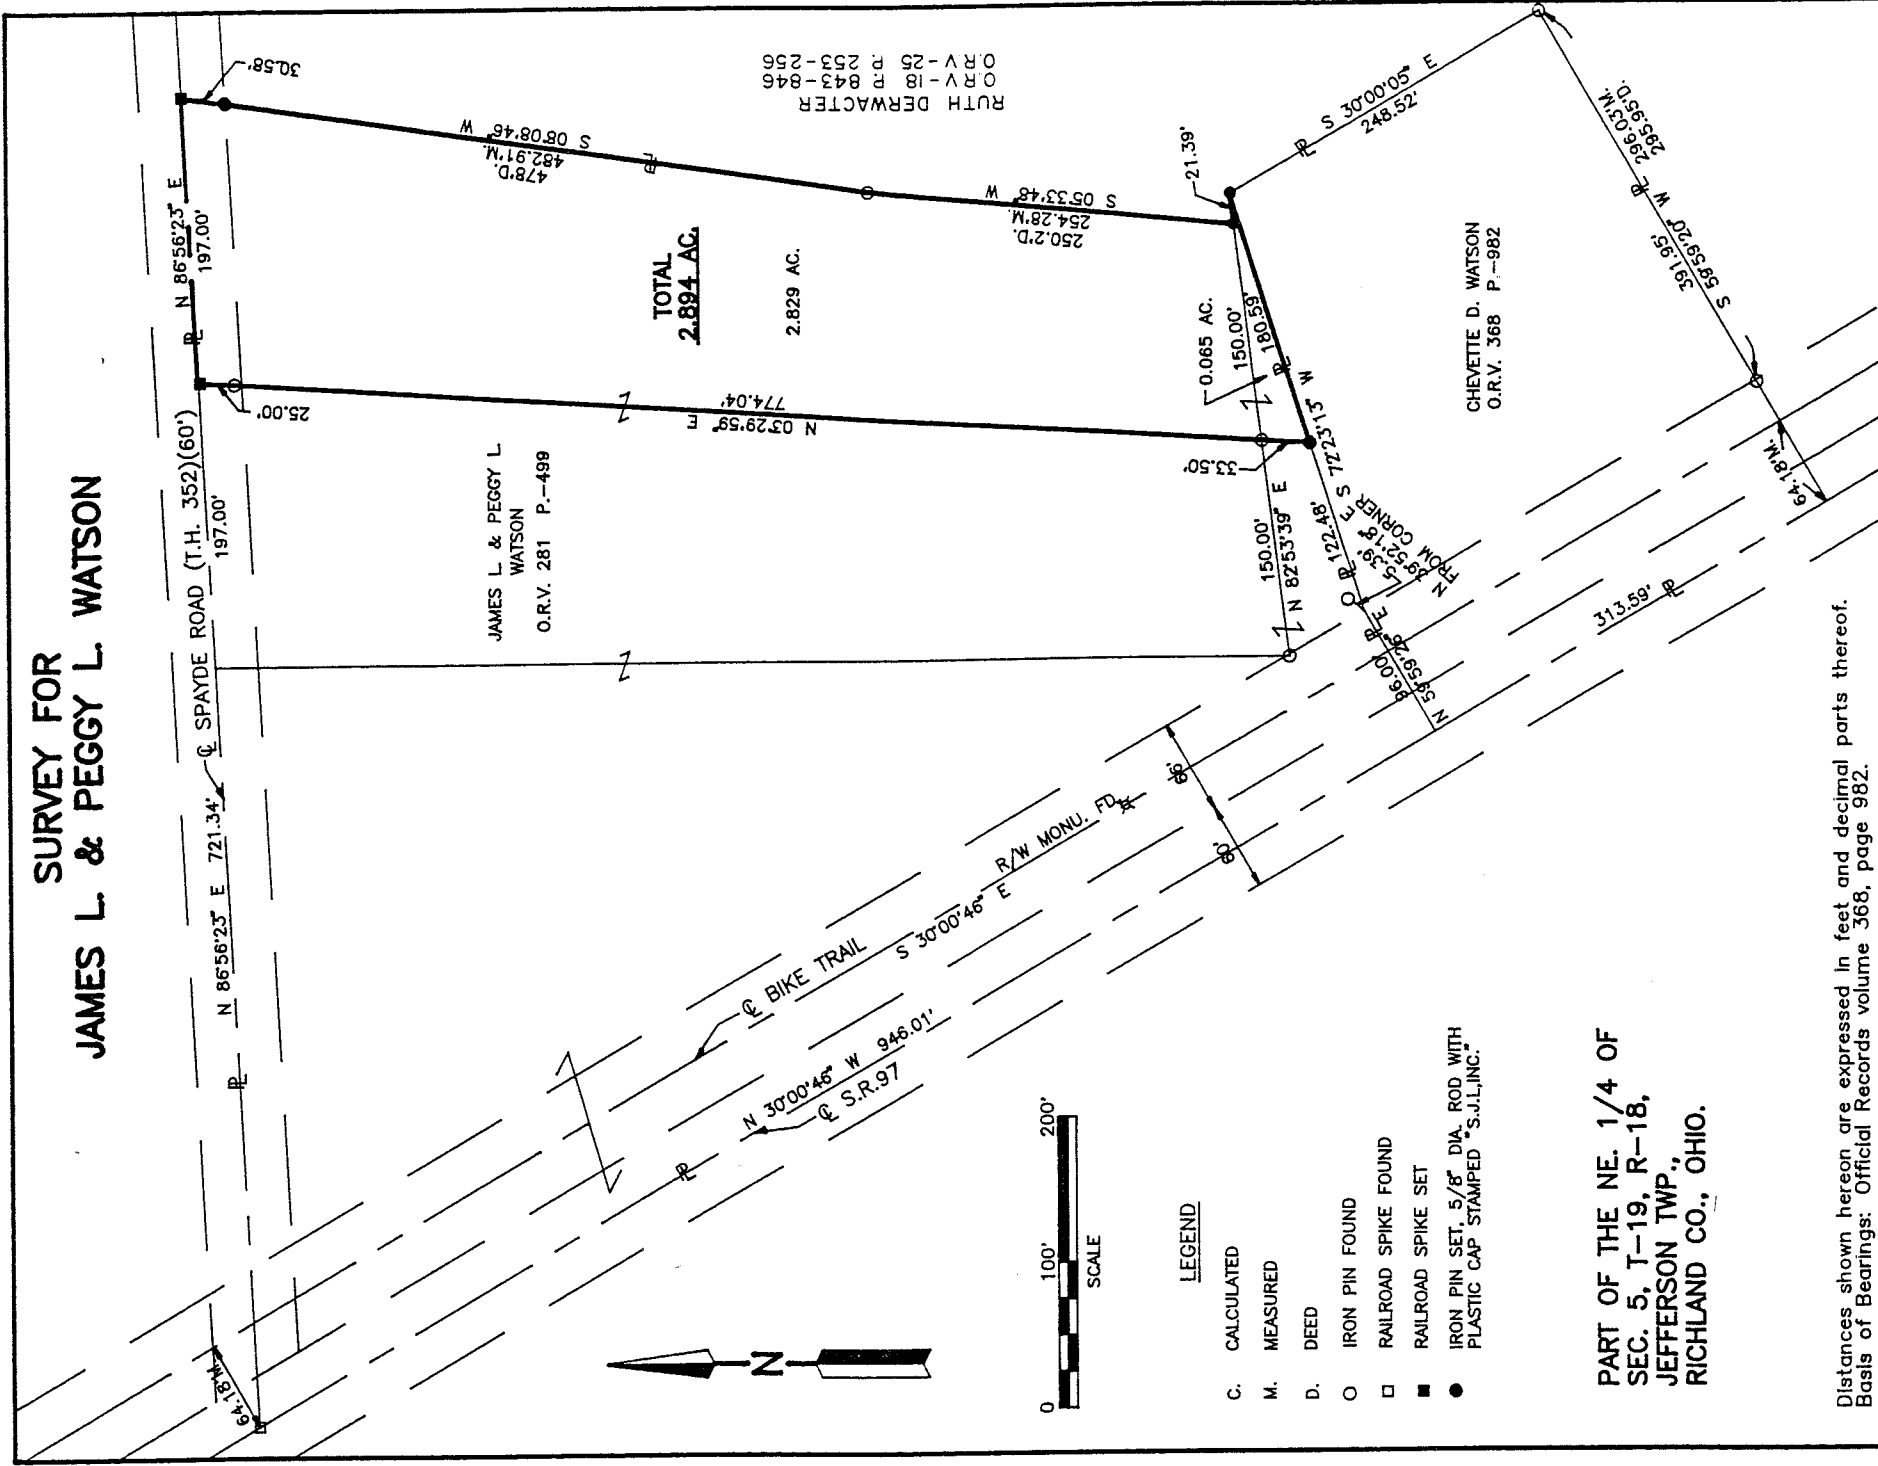 SURVEY FOR
JAMES L. & PEGGY L. WATSON
N 86°56'23" E
197.00'
30.58'
25.00'
℄ SPAYDE ROAD (T.H. 352)(60')
197.00'
N 86°56'23" E 721.34'
64.18'M.
S 08°08'46" W
482.91'M.
478'D.
RUTH DERWACTER
O.R.V-18 P. 843-846
O.R.V-25 P. 253-256
S 05°33'48" W
254.28'M.
250.2'D.
TOTAL
2.894 AC.
2.829 AC.
N 03°29'59" E
774.04'
JAMES L. & PEGGY L.
WATSON
O.R.V. 281 P.-499
21.39'
S 30°00'05" E
248.52'
296.03'M.
295.95'D.
S 59°59'20" W
391.95'
64.18'M.
CHEVETTE D. WATSON
O.R.V. 368 P.-982
0.065 AC.
150.00'
180.59'
S 72°23'13" W
33.50'
150.00'
N 82°53'39" E
122.48'
5.39'
N 39°52'18" E
FROM CORNER
96.00'
N 59°59'26" E
313.59'
66'
60'
R/W MONU. FD.
S 30°00'46" E
℄ BIKE TRAIL
N 30°00'46" W 946.01'
℄ S.R.97
N
0 100' 200'
SCALE
LEGEND
C. CALCULATED
M. MEASURED
D. DEED
IRON PIN FOUND
RAILROAD SPIKE FOUND
RAILROAD SPIKE SET
IRON PIN SET, 5/8" DIA. ROD WITH
PLASTIC CAP STAMPED "S.J.L,INC."
PART OF THE NE. 1/4 OF
SEC. 5, T-19, R-18,
JEFFERSON TWP.,
RICHLAND CO., OHIO.
Distances shown hereon are expressed in feet and decimal parts thereof.
Basis of Bearings: Official Records volume 368, page 982.